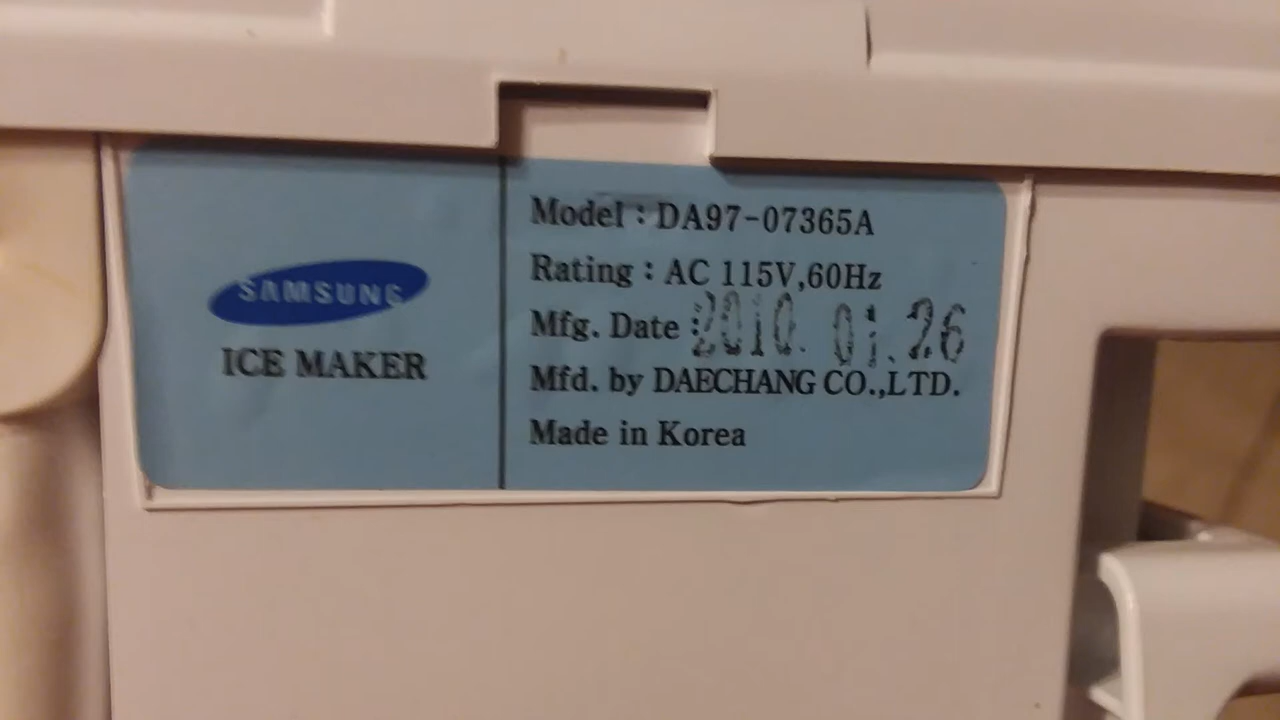 SAMSUNG
ICE MAKER
Model : DA97-07365A
Rating : AC 115V,60Hz
Mfg. Date : 2010. 01. 26
Mfd. by DAECHANG CO.,LTD.
Made in Korea